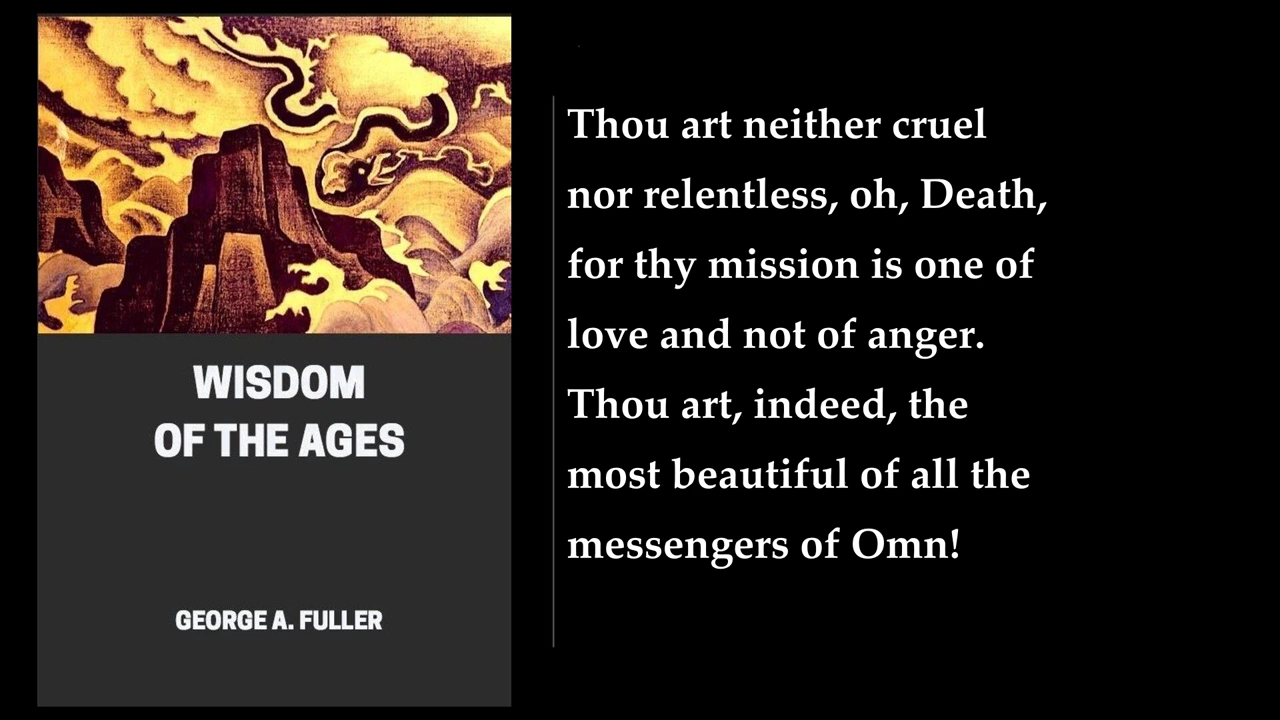 WISDOM
OF THE AGES
GEORGE A. FULLER
Thou art neither cruel
nor relentless, oh, Death,
for thy mission is one of
love and not of anger.
Thou art, indeed, the
most beautiful of all the
messengers of Omn!